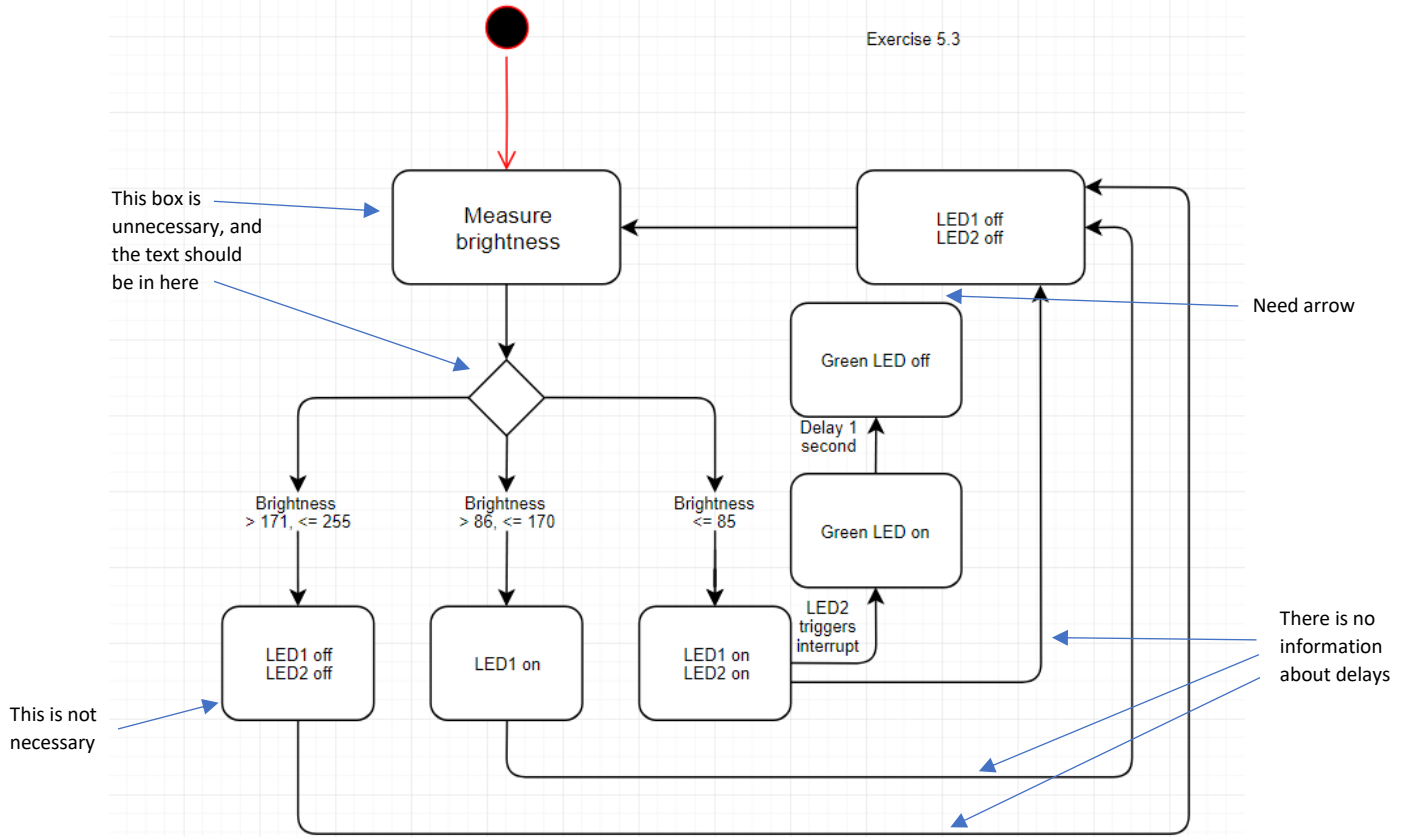 Exercise 5.3
This box is
unnecessary, and
the text should
be in here
Measure
brightness
LED1 off
LED2 off
Need arrow
Green LED off
Delay 1
second
Brightness
> 171, <= 255
Brightness
> 86, <= 170
Brightness
<= 85
Green LED on
LED2
triggers
interrupt
LED1 off
LED2 off
LED1 on
LED1 on
LED2 on
There is no
information
about delays
This is not
necessary